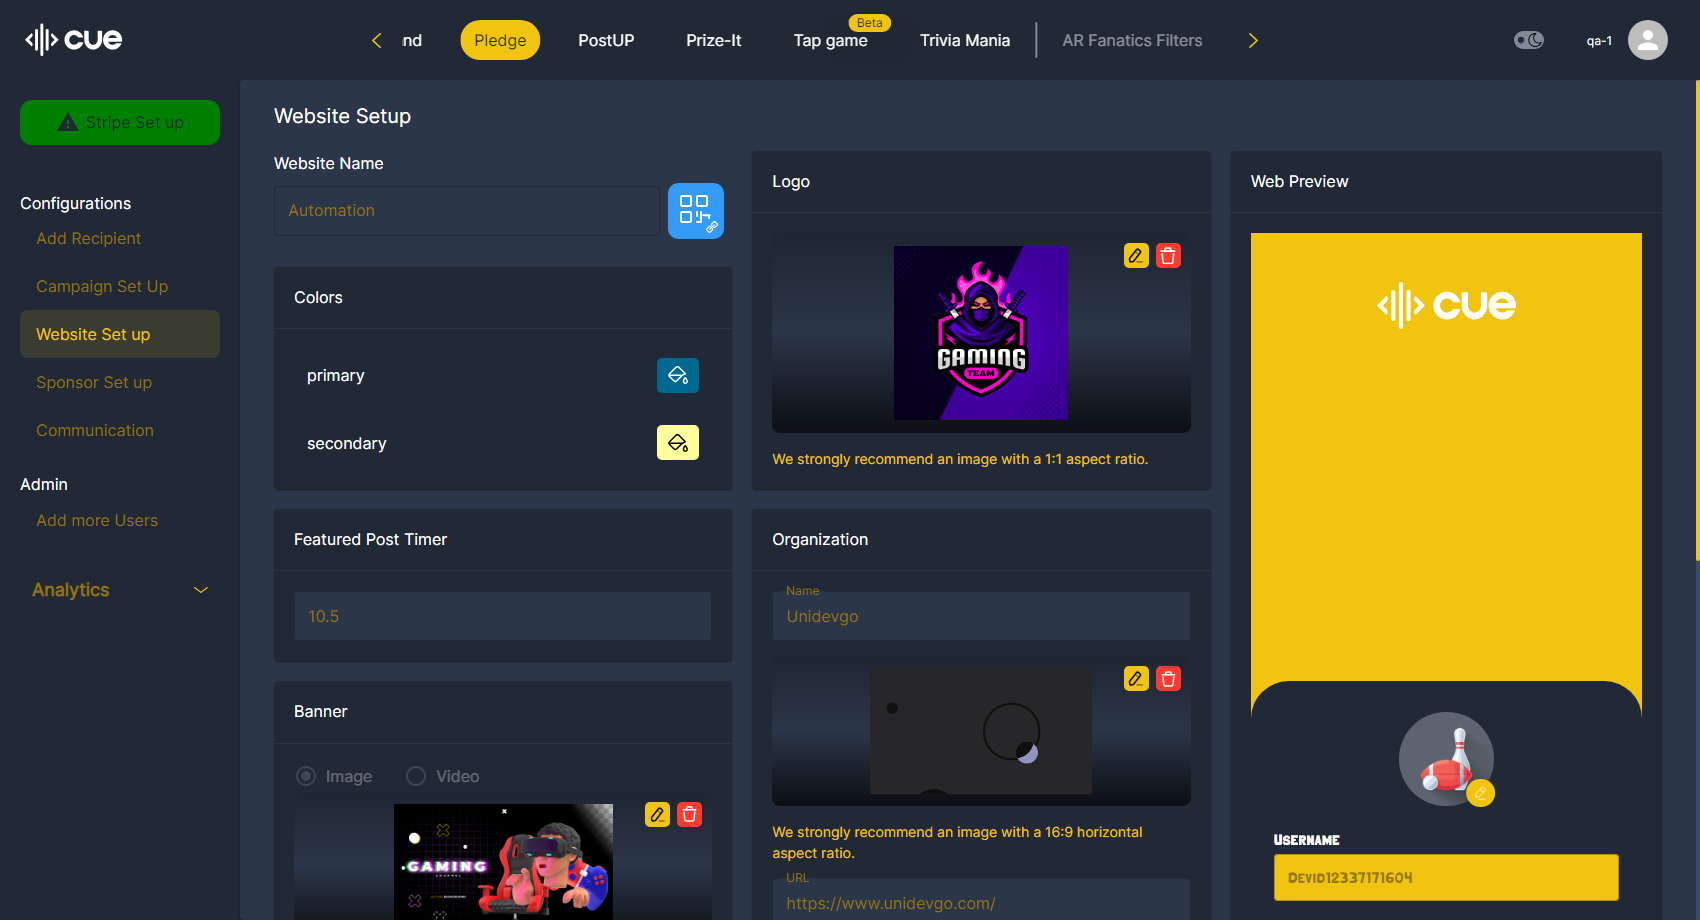 cue
nd
Pledge
PostUP
Prize-It
Tap game
Beta
Trivia Mania
AR Fanatics Filters
qa-1
Stripe Set up
Configurations
Add Recipient
Campaign Set Up
Website Set up
Sponsor Set up
Communication
Admin
Add more Users
Analytics
Website Setup
Website Name
Automation
Colors
primary
secondary
Featured Post Timer
10.5
Banner
Image
Video
GAMING
Logo
GAMING
TEAM
We strongly recommend an image with a 1:1 aspect ratio.
Organization
Name
Unidevgo
We strongly recommend an image with a 16:9 horizontal
aspect ratio.
URL
https://www.unidevgo.com/
Web Preview
cue
Username
Devid12337171604